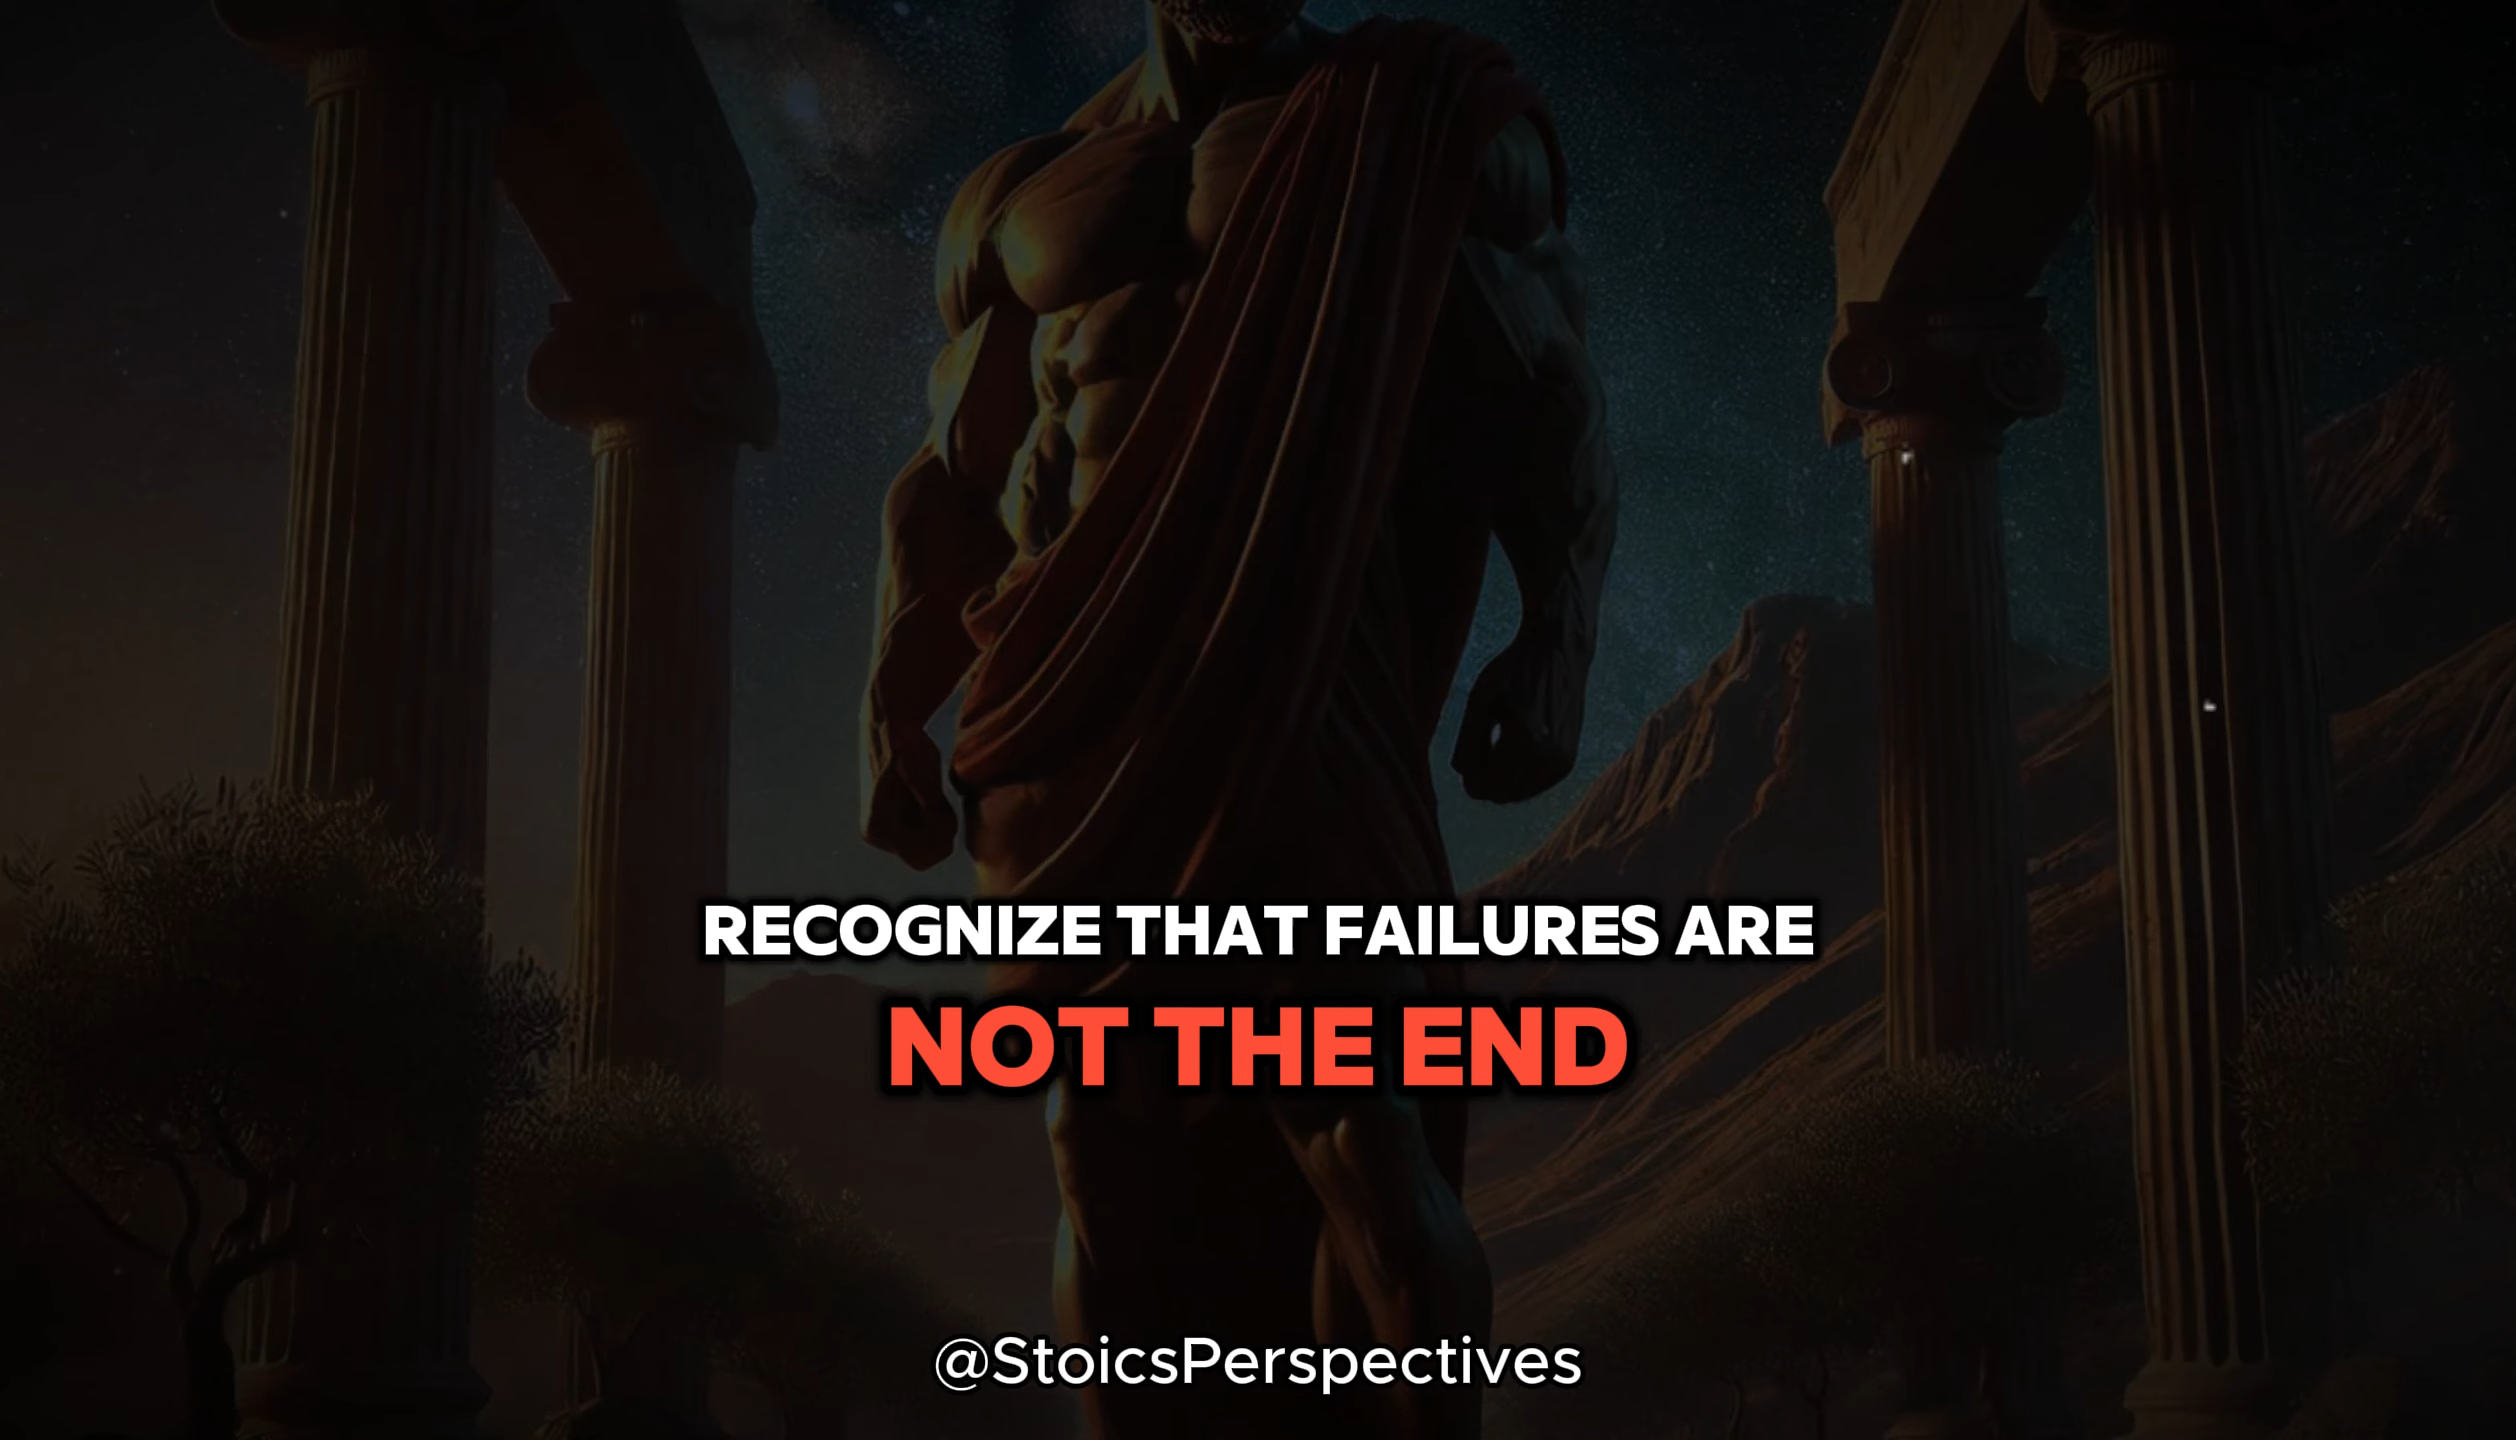 RECOGNIZE THAT FAILURES ARE
NOT THE END
@StoicsPerspectives